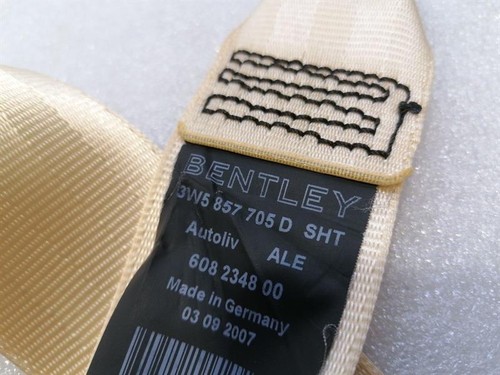 BENTLEY
3W5 857 705 D SHT
Autoliv ALE
608 2348 00
Made in Germany
03 09 2007